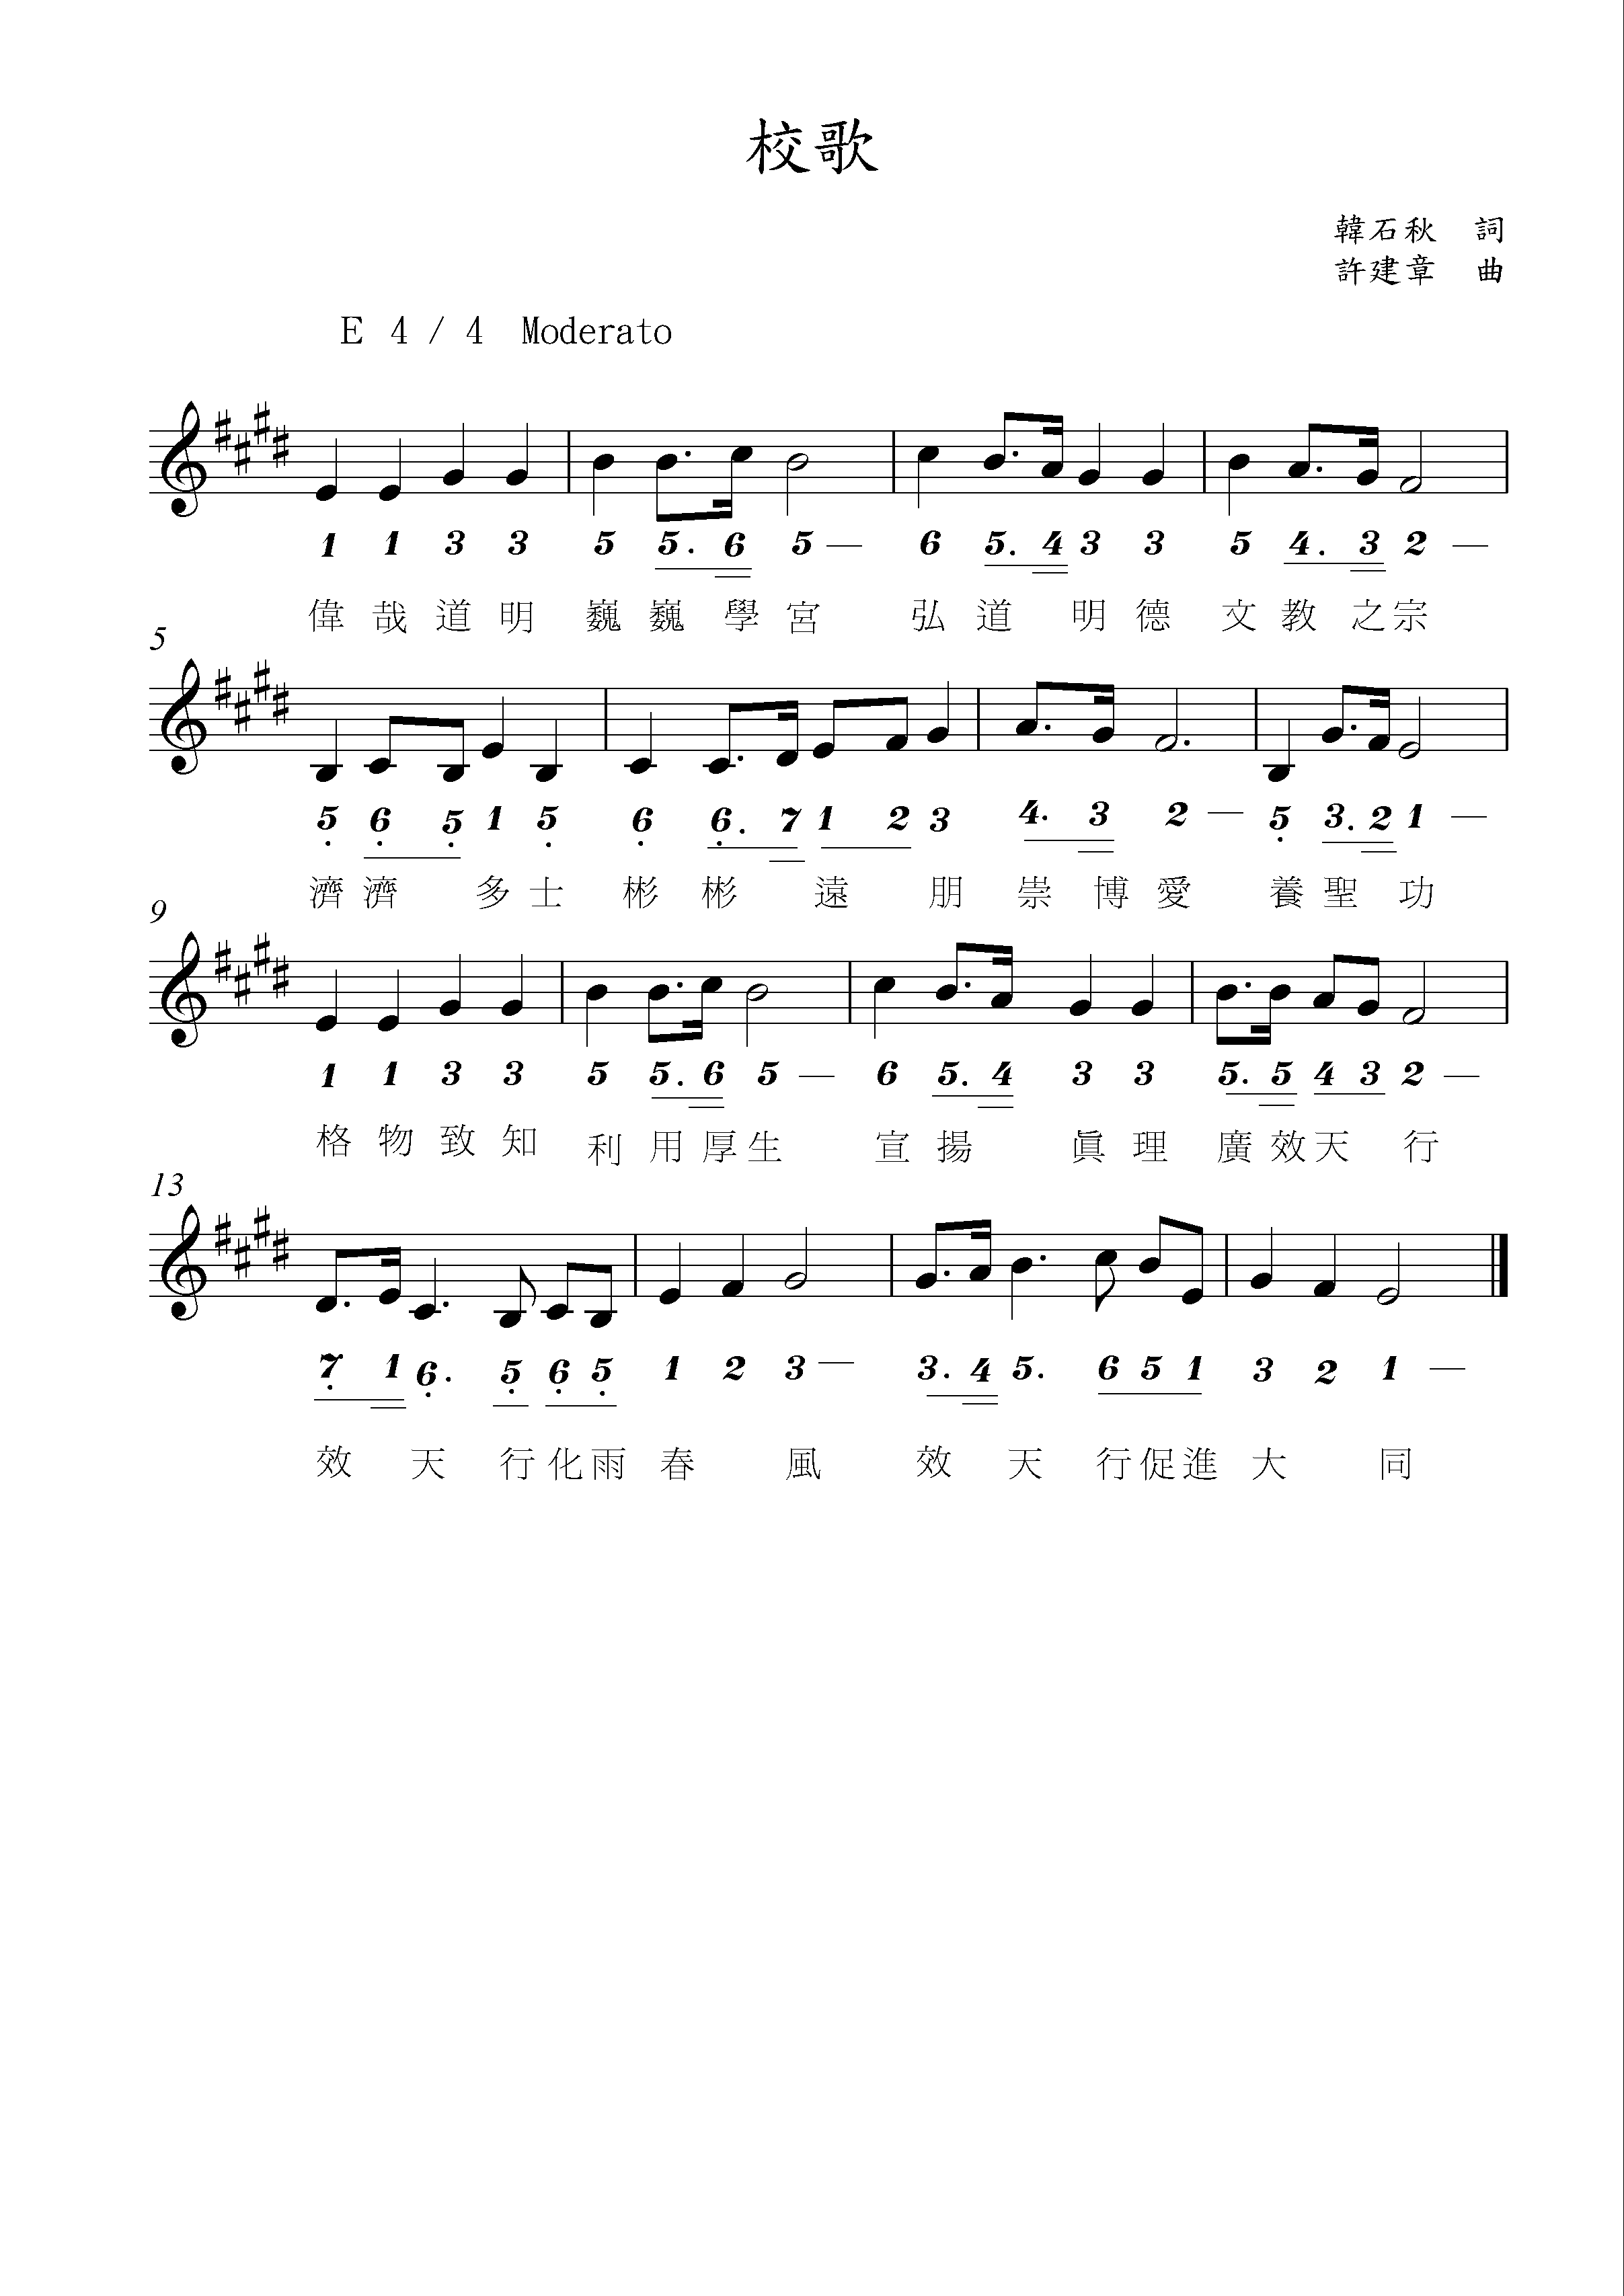 校歌
韓石秋 詞
許建章 曲
E 4 / 4 Moderato
1 1 3 3 5 5. 6 5 — 6 5. 4 3 3 5 4. 3 2 —
偉哉道明 巍巍學宮 弘道明德 文教之宗
5
5 6 5 1 5 6 6. 7 1 2 3 4. 3 2 — 5 3. 2 1 —
濟濟多士 彬彬遠朋 崇博愛 養聖功
9
1 1 3 3 5 5. 6 5 — 6 5. 4 3 3 5. 5 4 3 2 —
格物致知 利用厚生 宣揚眞理 廣效天行
13
7 1 6. 5 6 5 1 2 3 — 3. 4 5. 6 5 1 3 2 1 —
效天行化雨春風 效天行促進大同